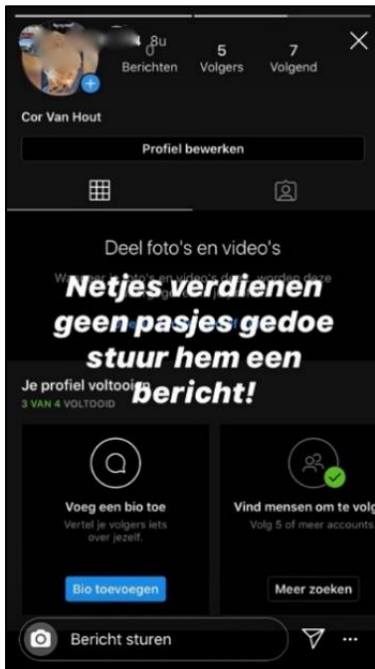 8u
0 5 7
Berichten Volgers Volgend
Cor Van Hout
Profiel bewerken
Deel foto's en video's
Netjes verdienen
geen pasjes gedoe
stuur hem een
bericht!
Je profiel voltooien
3 VAN 4 VOLTOOID
Voeg een bio toe
Vertel je volgers iets
over jezelf.
Bio toevoegen
Vind mensen om te volg
Volg 5 of meer accounts.
Meer zoeken
Bericht sturen